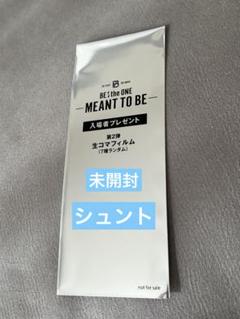 BE:the ONE
— MEANT TO BE —
入場者プレゼント
第2弾
生コマフィルム
(7種ランダム)
未開封
シュント
not for sale